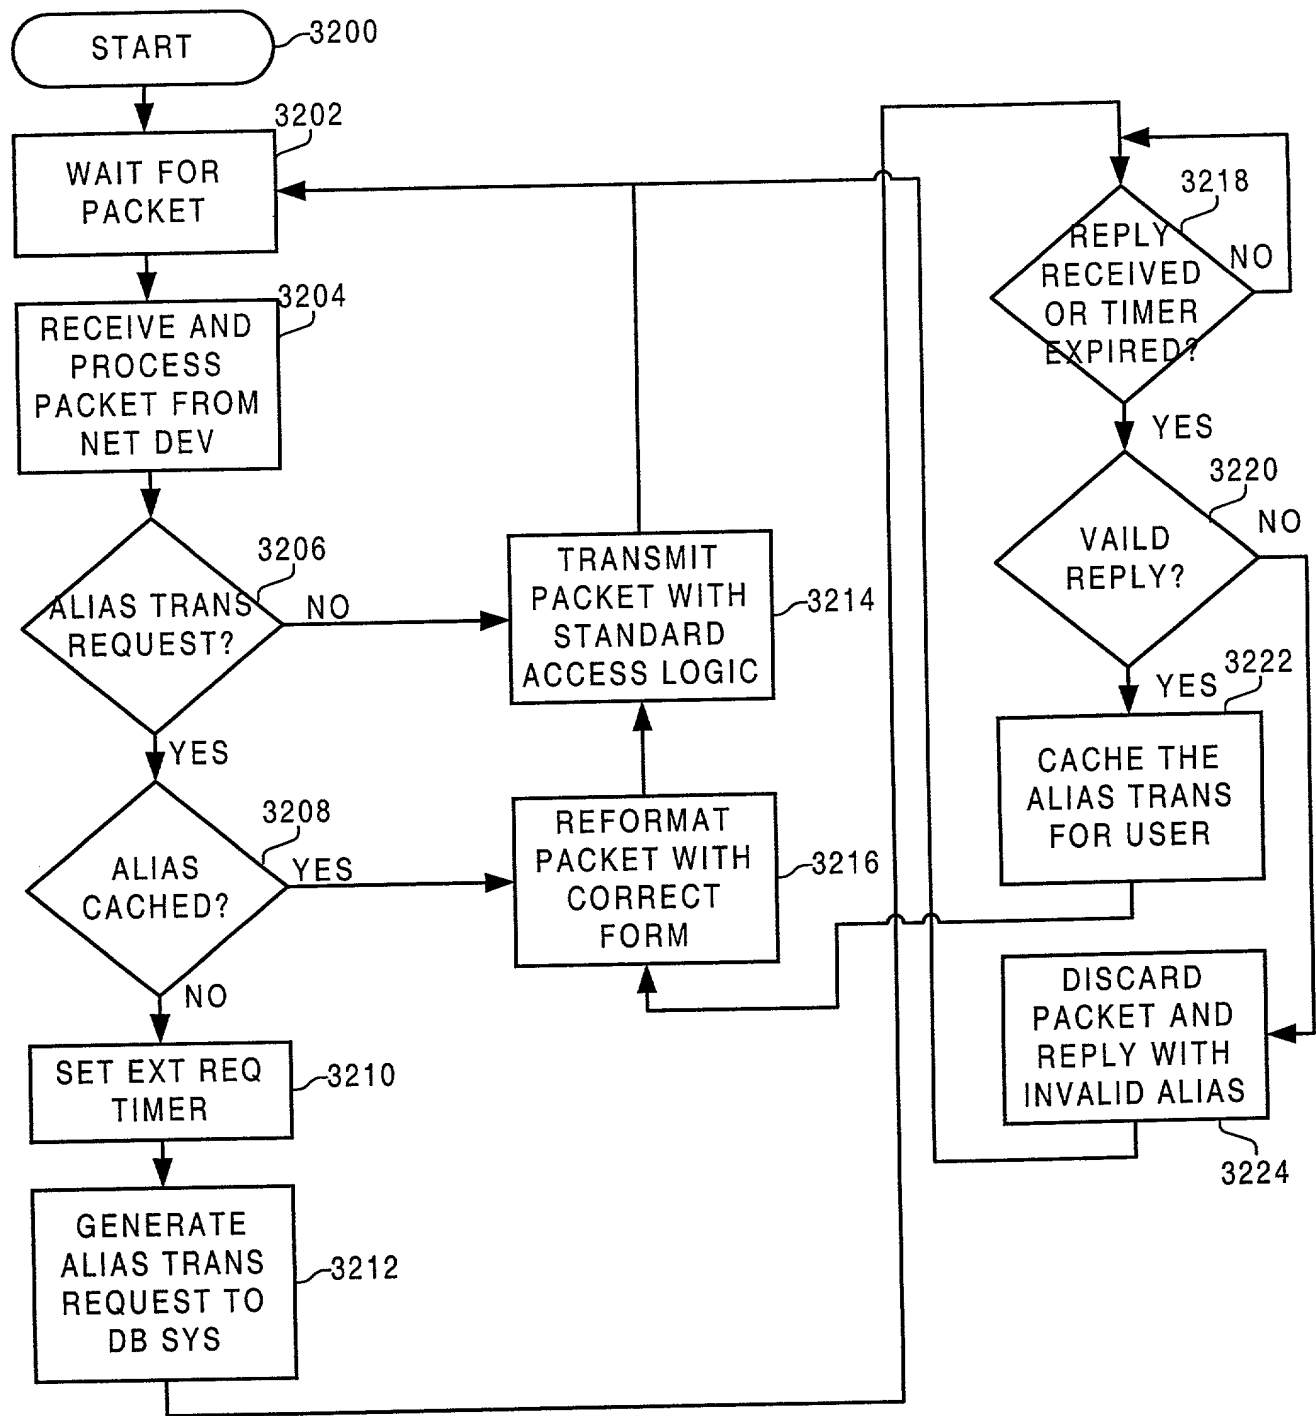 START
3200
3202
WAIT FOR
PACKET
3204
RECEIVE AND
PROCESS
PACKET FROM
NET DEV
3206
ALIAS TRANS
REQUEST?
NO
YES
3208
ALIAS
CACHED?
YES
NO
SET EXT REQ
TIMER
3210
GENERATE
ALIAS TRANS
REQUEST TO
DB SYS
3212
TRANSMIT
PACKET WITH
STANDARD
ACCESS LOGIC
3214
REFORMAT
PACKET WITH
CORRECT
FORM
3216
3218
REPLY
RECEIVED
OR TIMER
EXPIRED?
NO
YES
3220
VAILD
REPLY?
NO
YES
3222
CACHE THE
ALIAS TRANS
FOR USER
DISCARD
PACKET AND
REPLY WITH
INVALID ALIAS
3224